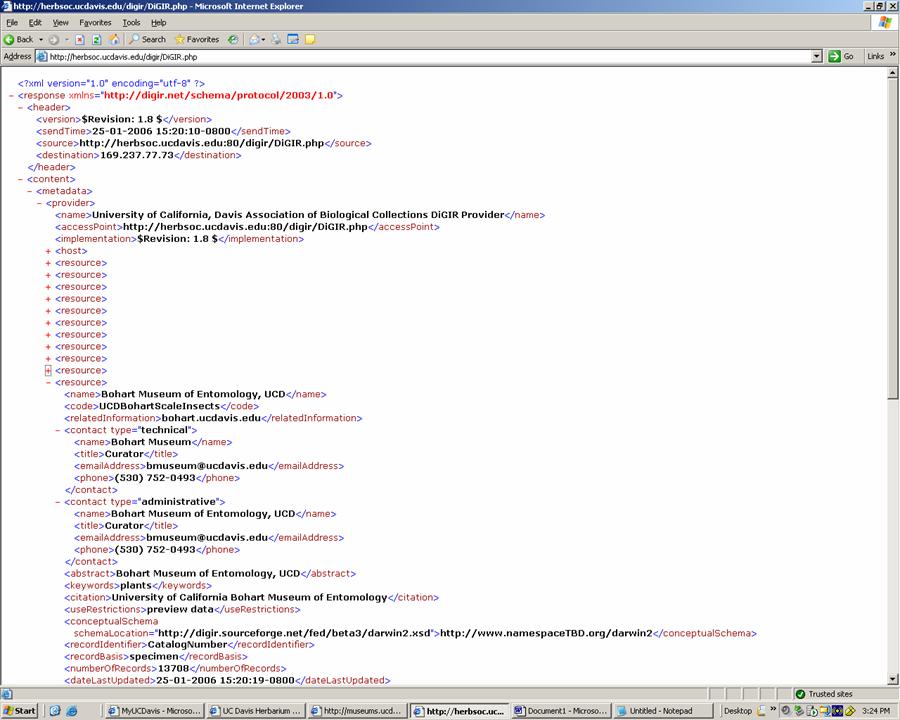 http://herbsoc.ucdavis.edu/digir/DiGIR.php - Microsoft Internet Explorer
File Edit View Favorites Tools Help
Back Search Favorites
Address http://herbsoc.ucdavis.edu/digir/DiGIR.php Go Links »
<?xml version="1.0" encoding="utf-8" ?>
- <response xmlns="http://digir.net/schema/protocol/2003/1.0">
- <header>
<version>$Revision: 1.8 $</version>
<sendTime>25-01-2006 15:20:10-0800</sendTime>
<source>http://herbsoc.ucdavis.edu:80/digir/DiGIR.php</source>
<destination>169.237.77.73</destination>
</header>
- <content>
- <metadata>
- <provider>
<name>University of California, Davis Association of Biological Collections DiGIR Provider</name>
<accessPoint>http://herbsoc.ucdavis.edu:80/digir/DiGIR.php</accessPoint>
<implementation>$Revision: 1.8 $</implementation>
+ <host>
+ <resource>
+ <resource>
+ <resource>
+ <resource>
+ <resource>
+ <resource>
+ <resource>
+ <resource>
+ <resource>
+ <resource>
- <resource>
<name>Bohart Museum of Entomology, UCD</name>
<code>UCDBohartScaleInsects</code>
<relatedInformation>bohart.ucdavis.edu</relatedInformation>
- <contact type="technical">
<name>Bohart Museum</name>
<title>Curator</title>
<emailAddress>bmuseum@ucdavis.edu</emailAddress>
<phone>(530) 752-0493</phone>
</contact>
- <contact type="administrative">
<name>Bohart Museum of Entomology, UCD</name>
<title>Curator</title>
<emailAddress>bmuseum@ucdavis.edu</emailAddress>
<phone>(530) 752-0493</phone>
</contact>
<abstract>Bohart Museum of Entomology, UCD</abstract>
<keywords>plants</keywords>
<citation>University of California Bohart Museum of Entomology</citation>
<useRestrictions>preview data</useRestrictions>
<conceptualSchema
schemaLocation="http://digir.sourceforge.net/fed/beta3/darwin2.xsd">http://www.namespaceTBD.org/darwin2</conceptualSchema>
<recordIdentifier>CatalogNumber</recordIdentifier>
<recordBasis>specimen</recordBasis>
<numberOfRecords>13708</numberOfRecords>
<dateLastUpdated>25-01-2006 15:20:19-0800</dateLastUpdated>
Trusted sites
Start MyUCDavis - Microsof... UC Davis Herbarium ... http://museums.ucd... http://herbsoc.uc... Document1 - Microso... Untitled - Notepad Desktop » 3:24 PM